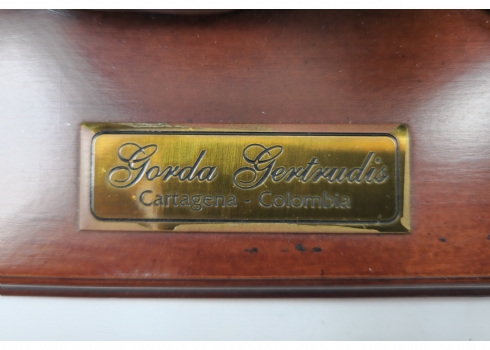 Gorda Gertrudis
Cartagena - Colombia